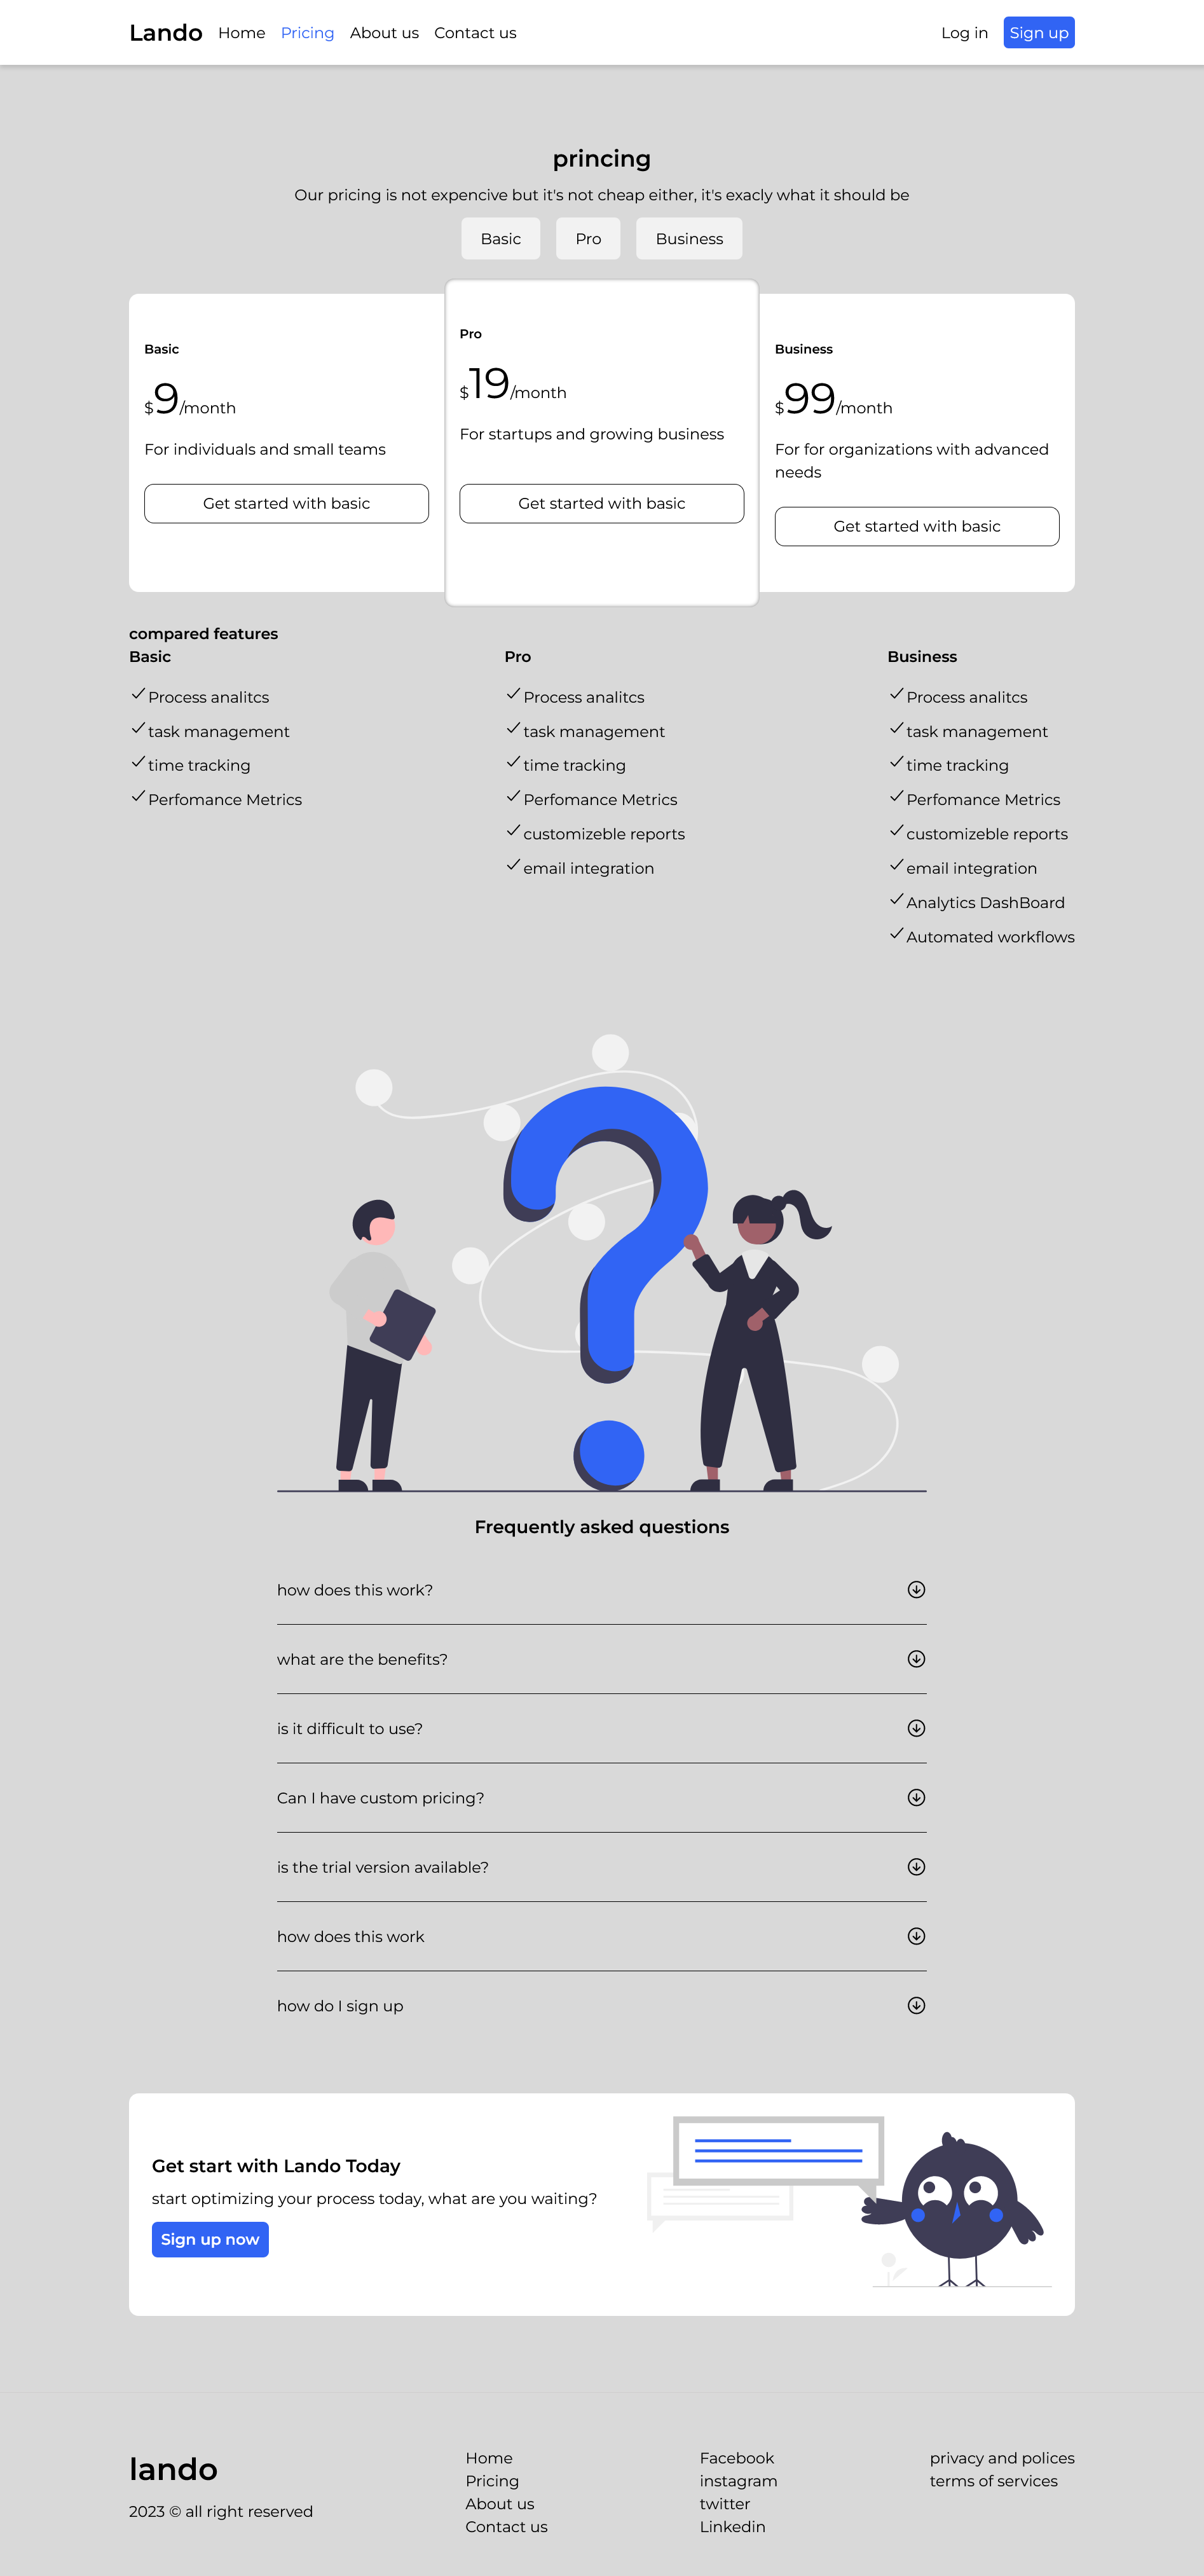 Lando Home Pricing About us Contact us Log in Sign up
princing
Our pricing is not expencive but it's not cheap either, it's exacly what it should be
Basic Pro Business
Basic
$9/month
For individuals and small teams
Get started with basic
Pro
$19/month
For startups and growing business
Get started with basic
Business
$99/month
For for organizations with advanced
needs
Get started with basic
compared features
Basic
Process analitcs
task management
time tracking
Perfomance Metrics
Pro
Process analitcs
task management
time tracking
Perfomance Metrics
customizeble reports
email integration
Business
Process analitcs
task management
time tracking
Perfomance Metrics
customizeble reports
email integration
Analytics DashBoard
Automated workflows
Frequently asked questions
how does this work?
what are the benefits?
is it difficult to use?
Can I have custom pricing?
is the trial version available?
how does this work
how do I sign up
Get start with Lando Today
start optimizing your process today, what are you waiting?
Sign up now
lando
2023 © all right reserved
Home
Pricing
About us
Contact us
Facebook
instagram
twitter
Linkedin
privacy and polices
terms of services